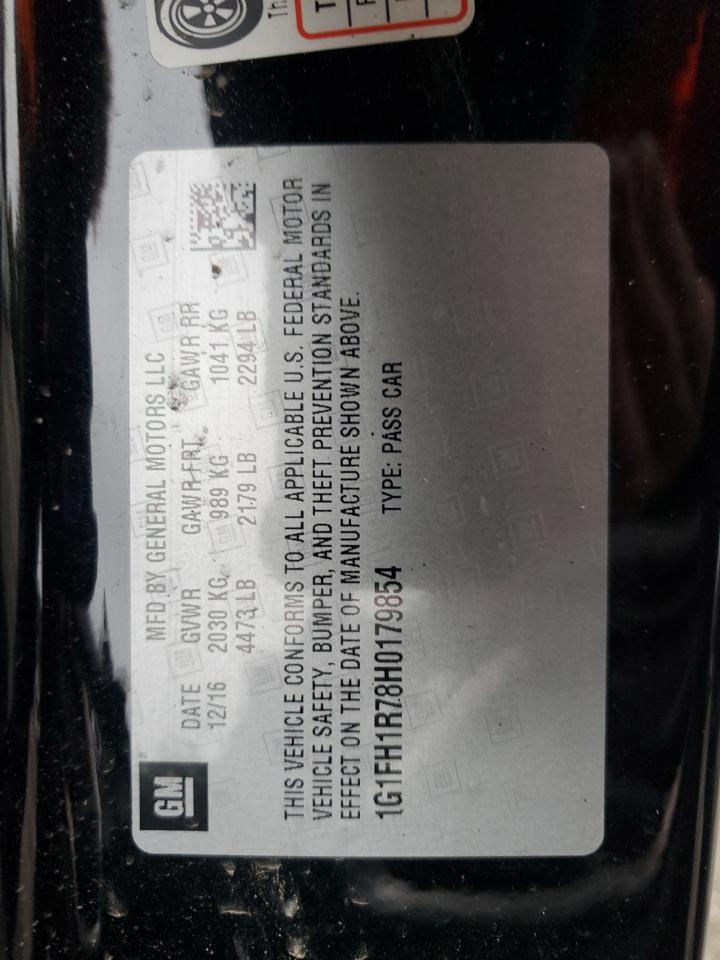 GM
MFD BY GENERAL MOTORS LLC
DATE GVWR GAWR FRT GAWR RR
12/16 2030 KG 989 KG 1041 KG
4473 LB 2179 LB 2294 LB
THIS VEHICLE CONFORMS TO ALL APPLICABLE U.S. FEDERAL MOTOR
VEHICLE SAFETY, BUMPER, AND THEFT PREVENTION STANDARDS IN
EFFECT ON THE DATE OF MANUFACTURE SHOWN ABOVE.
1G1FH1R78H0179854 TYPE: PASS CAR